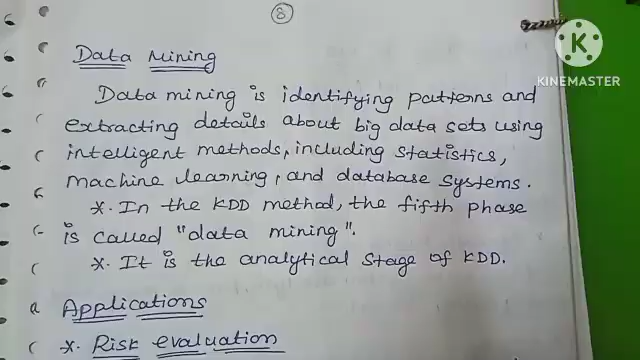 8
KINEMASTER
Data Mining
Data mining is identifying patterns and
extracting details about big data sets using
intelligent methods, including statistics,
machine learning, and database systems.
*. In the KDD method, the fifth phase
is called "data mining".
*. It is the analytical stage of KDD.
Applications
*. Risk evaluation